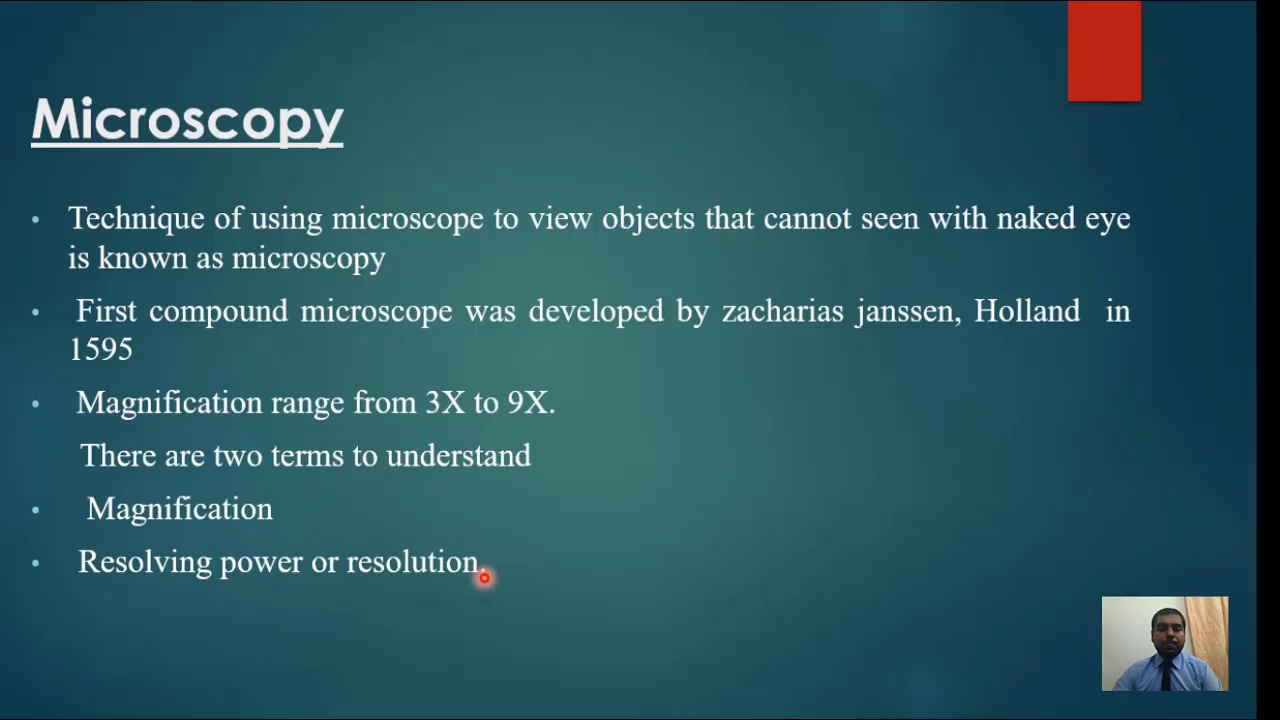 Microscopy
• Technique of using microscope to view objects that cannot seen with naked eye
is known as microscopy
• First compound microscope was developed by zacharias janssen, Holland in
1595
• Magnification range from 3X to 9X.
There are two terms to understand
• Magnification
• Resolving power or resolution.